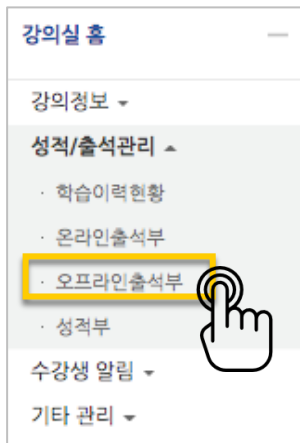 강의실 홈
강의정보
성적/출석관리
· 학습이력현황
· 온라인출석부
· 오프라인출석부
· 성적부
수강생 알림
기타 관리